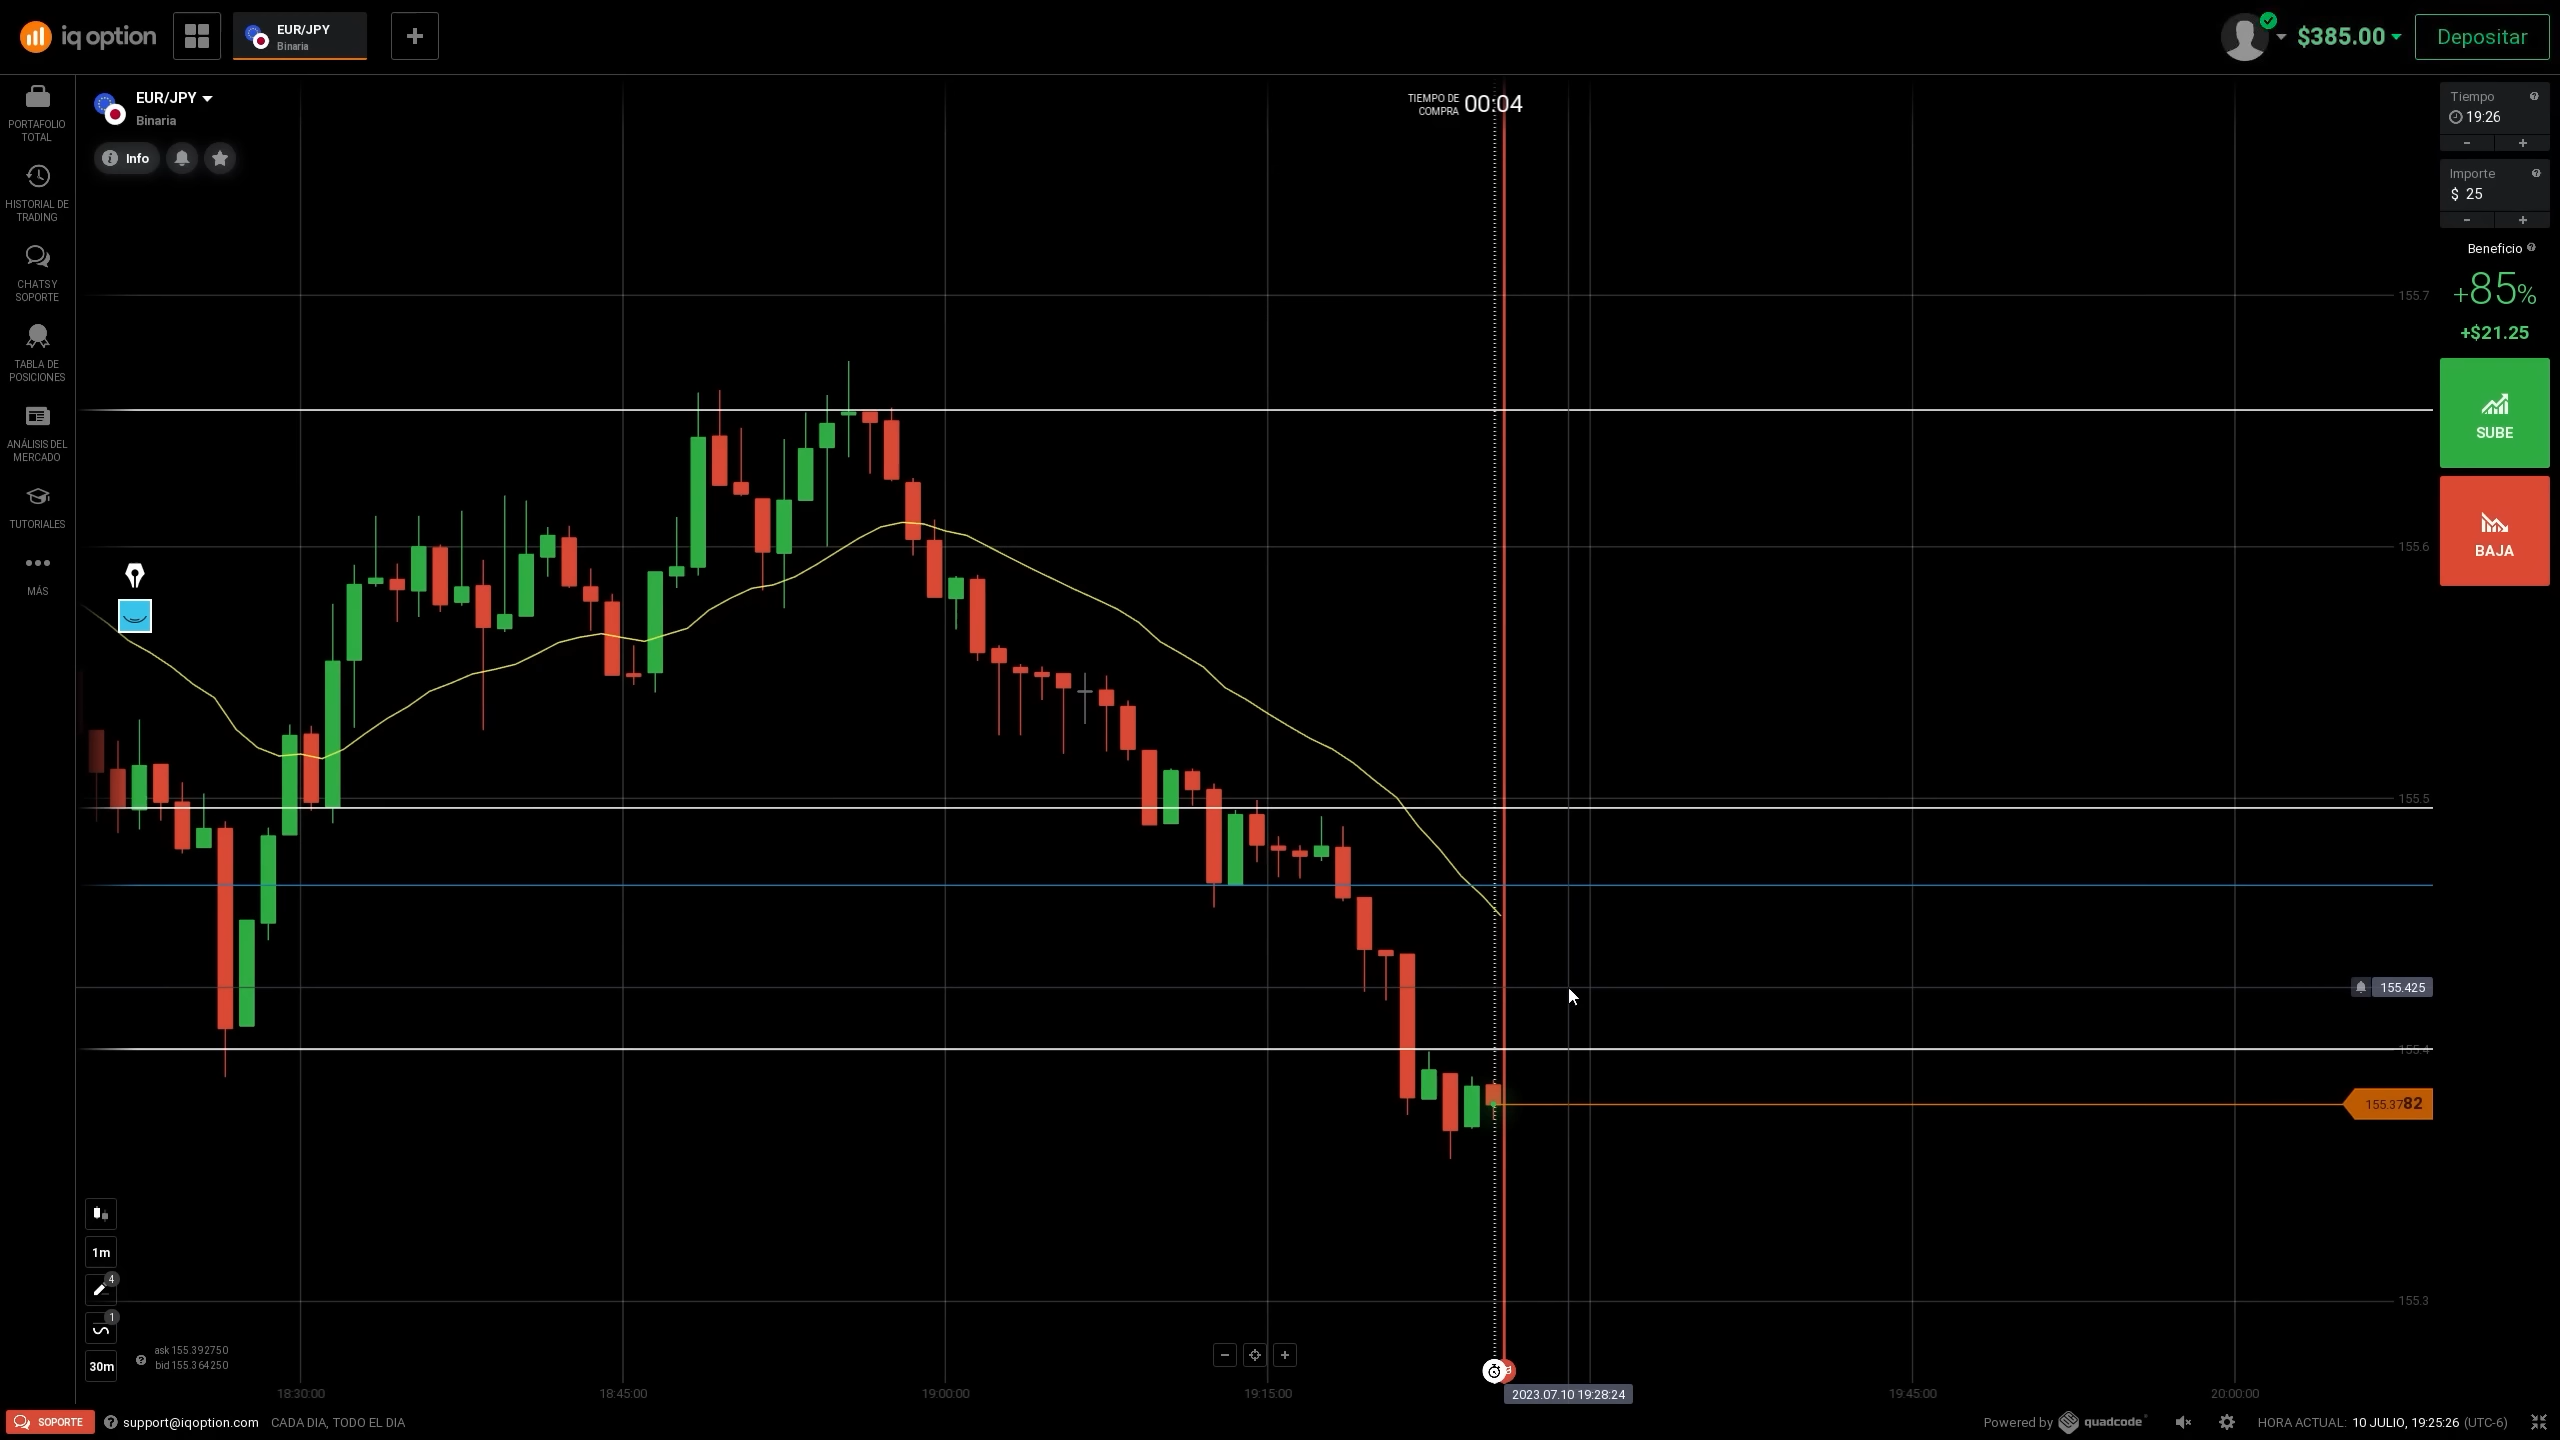 iq option
EUR/JPY
Binaria
$385.00
Depositar
PORTAFOLIO
TOTAL
HISTORIAL DE
TRADING
CHATS Y
SOPORTE
TABLA DE
POSICIONES
ANÁLISIS DEL
MERCADO
TUTORIALES
MÁS
EUR/JPY
Binaria
Info
TIEMPO DE
COMPRA
00:04
155.7
155.6
155.5
155.425
155.4
155.3782
155.3
Tiempo
19:26
- +
Importe
$ 25
- +
Beneficio
+85%
+$21.25
SUBE
BAJA
1m
4
1
30m
ask 155.392750
bid 155.364250
18:30:00
18:45:00
19:00:00
19:15:00
2023.07.10 19:28:24
19:45:00
20:00:00
SOPORTE
support@iqoption.com
CADA DIA, TODO EL DIA
Powered by quadcode
HORA ACTUAL: 10 JULIO, 19:25:26 (UTC-6)